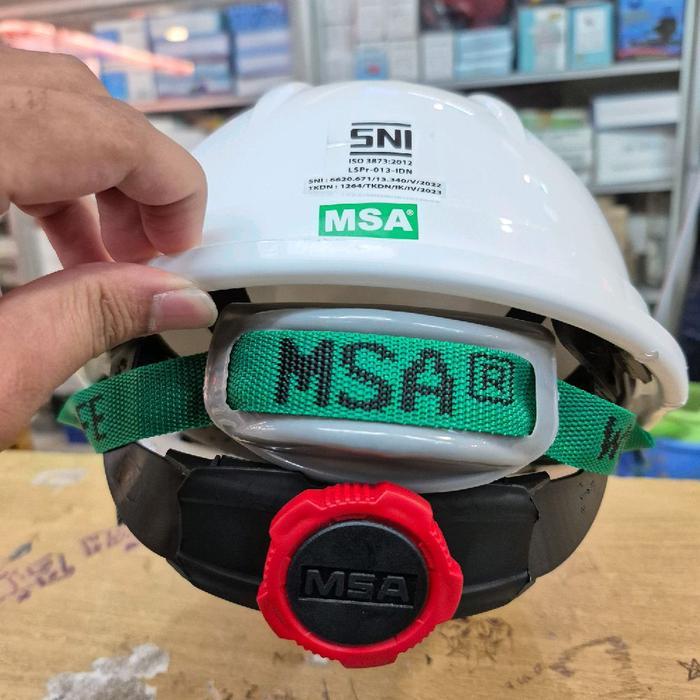 SNI
ISO 3873:2012
LSPr-013-IDN
SNI : 6620.671/13.340/V/2022
TKDN : 1264/TKDN/IK/IV/2023
MSA®
MSA®
MSA